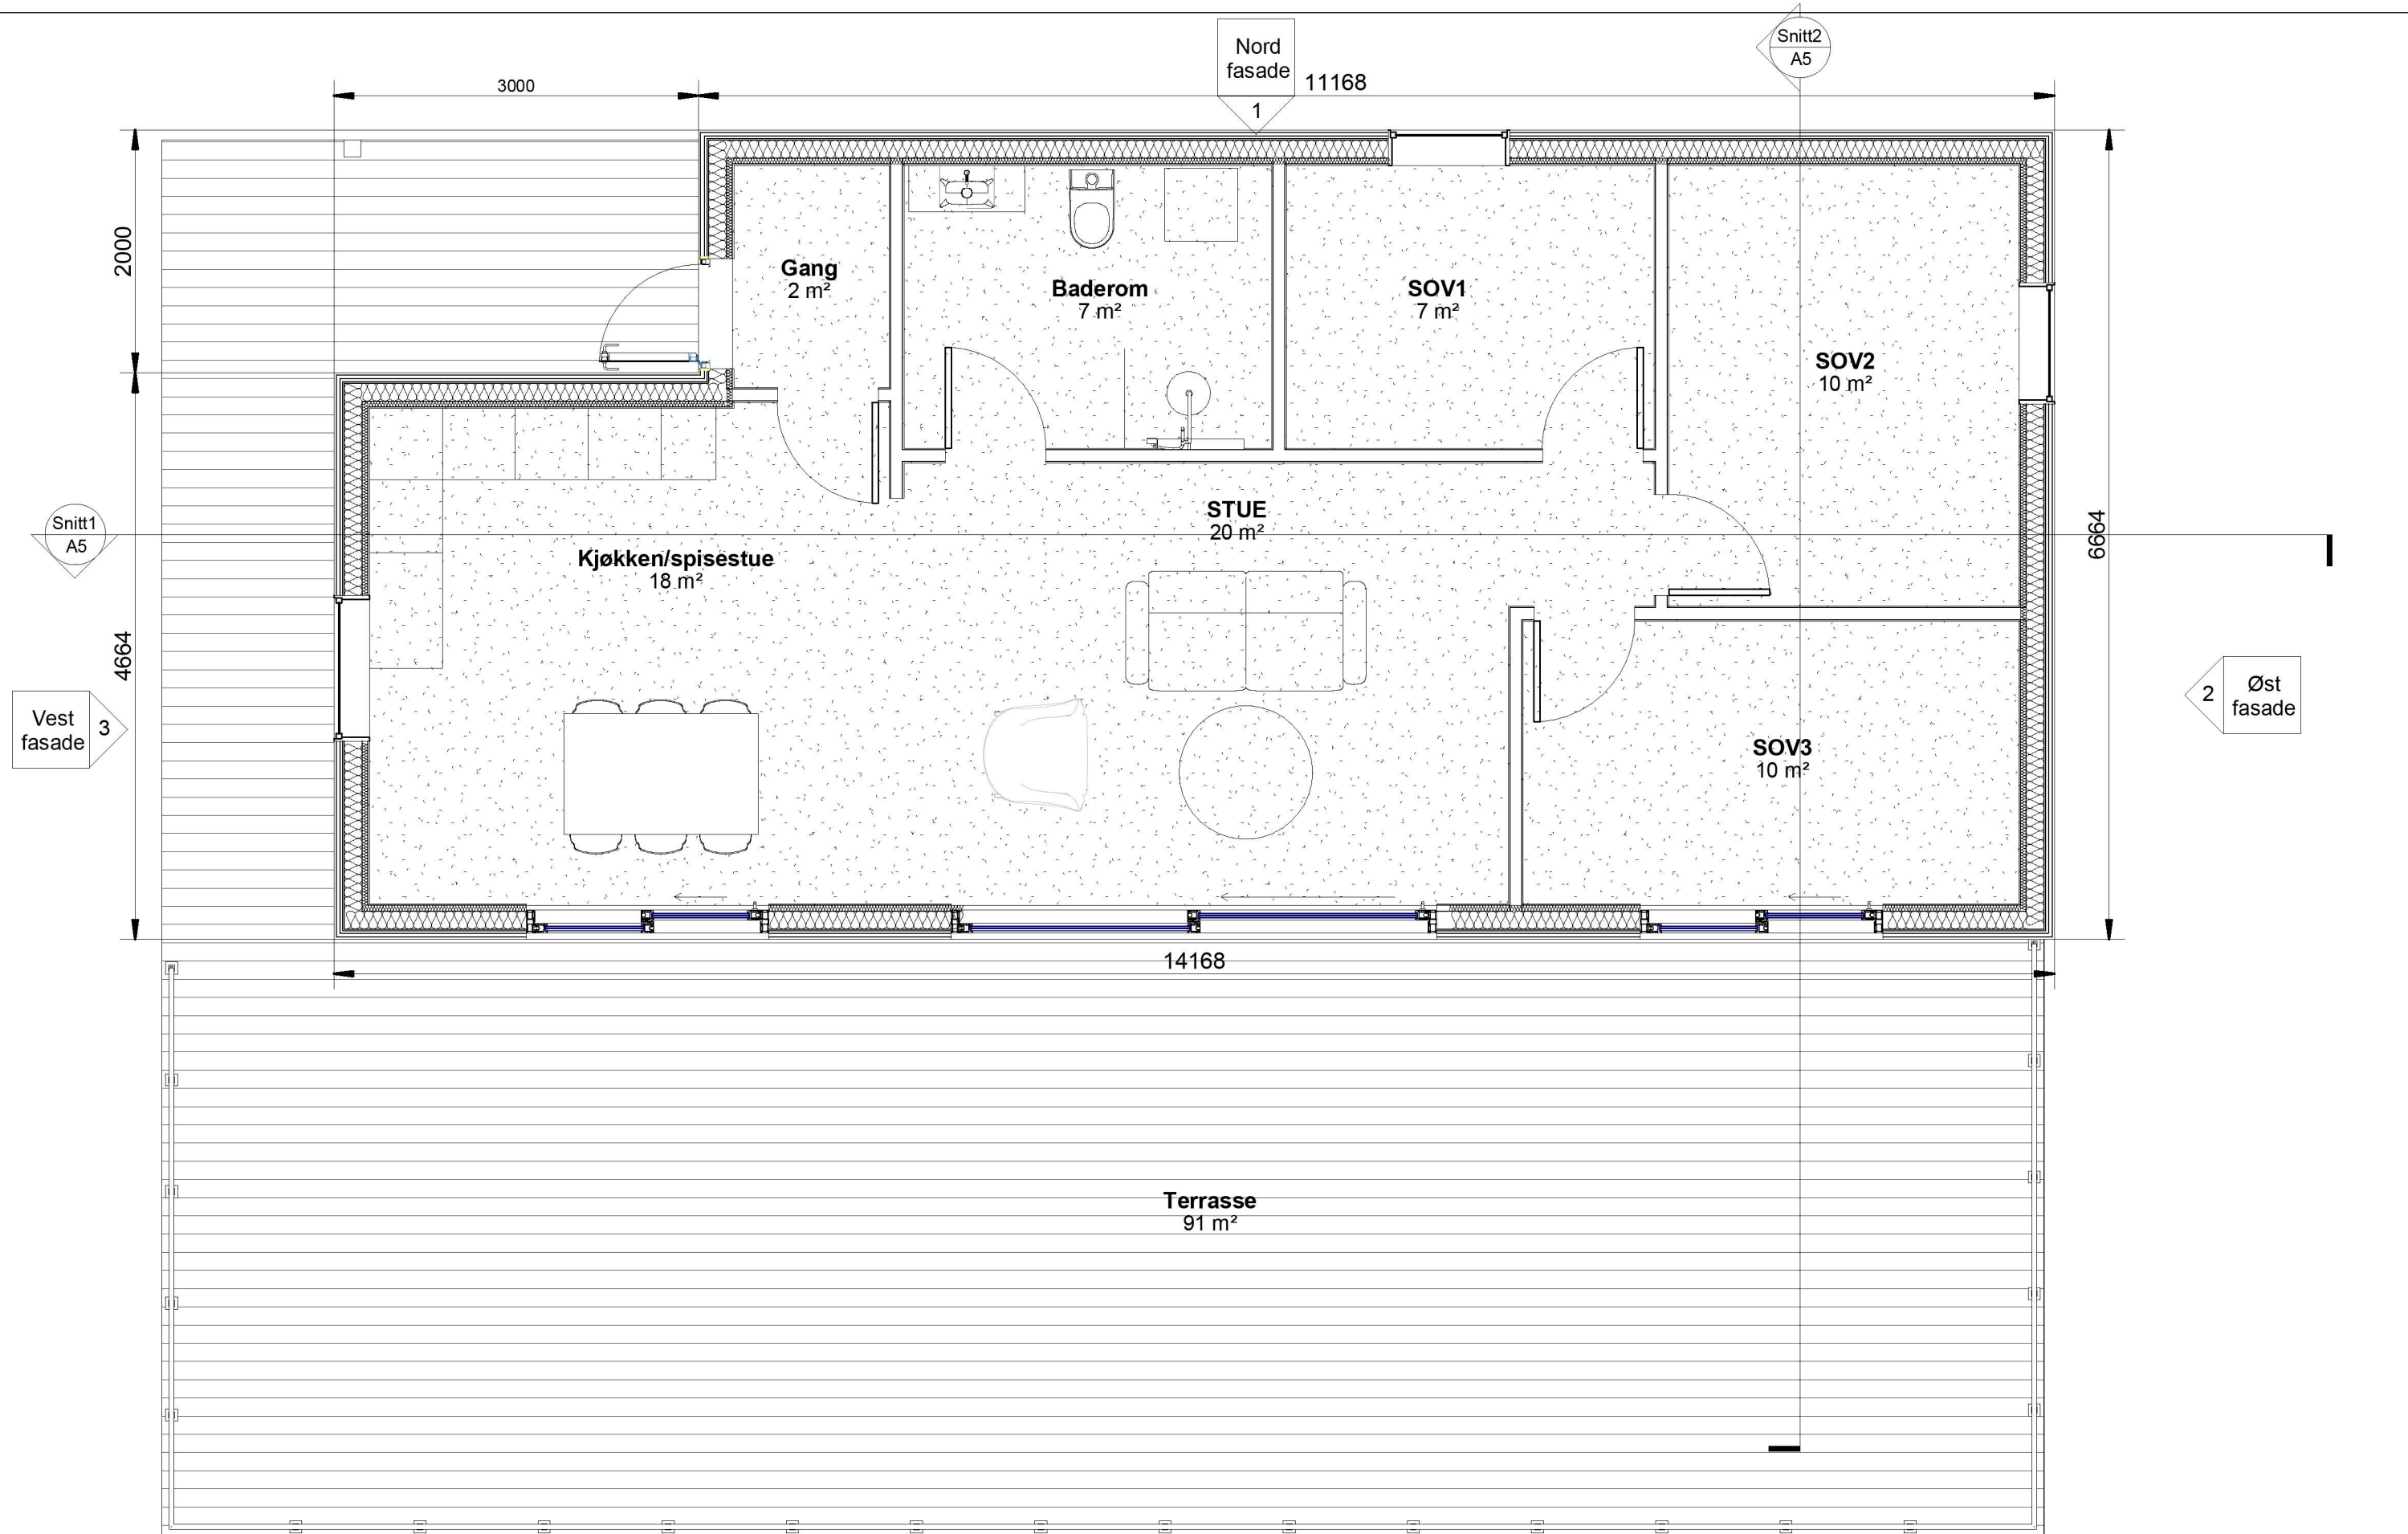 Nord
fasade
1
Snitt2
A5
3000
11168
2000
Gang
2 m²
Baderom
7 m²
SOV1
7 m²
SOV2
10 m²
Snitt1
A5
STUE
20 m²
6664
Kjøkken/spisestue
18 m²
4664
Vest
fasade
3
2
Øst
fasade
SOV3
10 m²
14168
Terrasse
91 m²